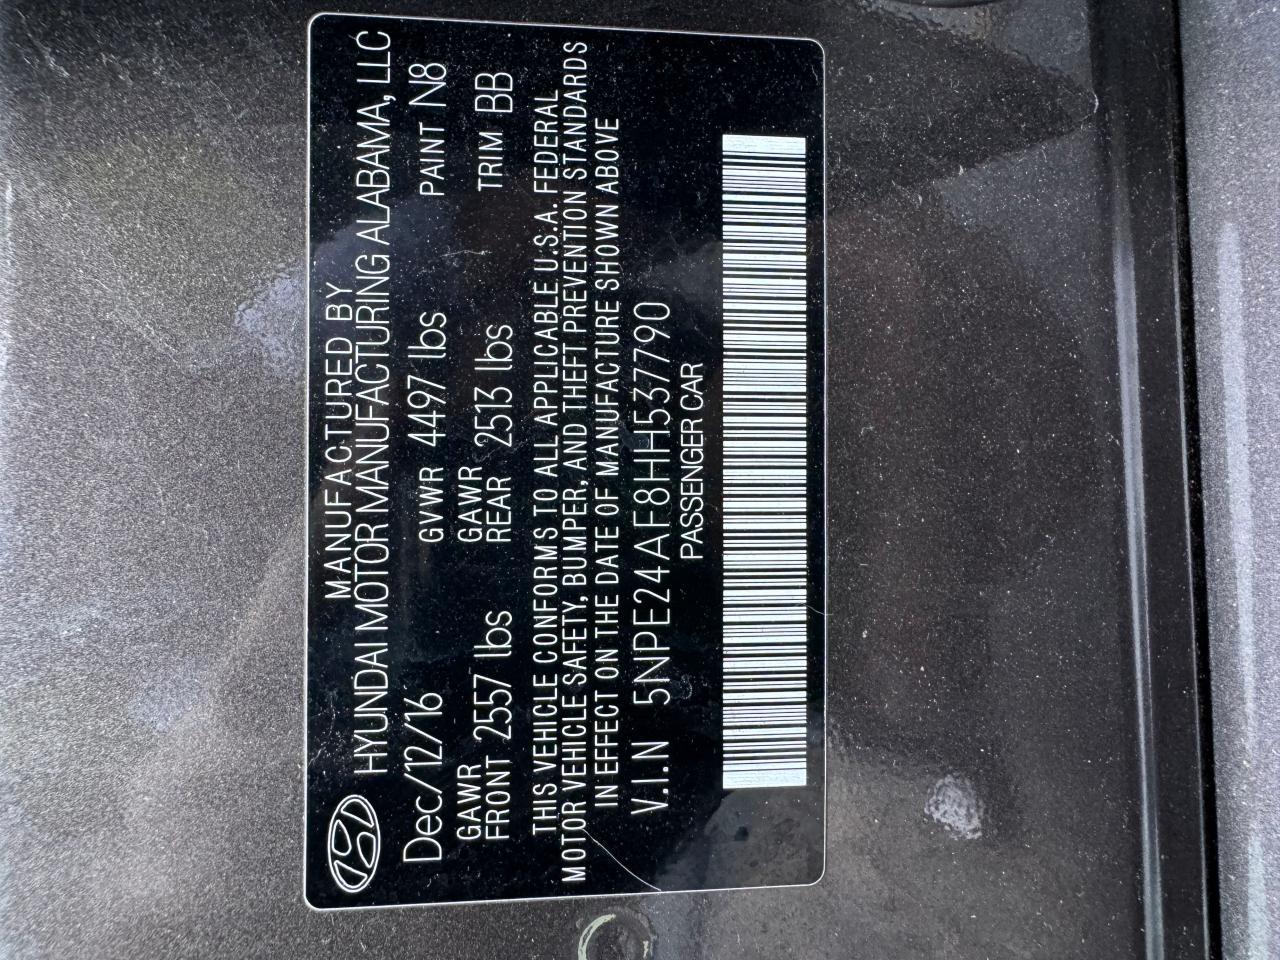 MANUFACTURED BY
HYUNDAI MOTOR MANUFACTURING ALABAMA, LLC
Dec/12/16 GVWR 4497 lbs PAINT N8
GAWR FRONT 2557 lbs GAWR REAR 2513 lbs TRIM BB
THIS VEHICLE CONFORMS TO ALL APPLICABLE U.S.A. FEDERAL
MOTOR VEHICLE SAFETY, BUMPER, AND THEFT PREVENTION STANDARDS
IN EFFECT ON THE DATE OF MANUFACTURE SHOWN ABOVE
V.I.N 5NPE24AF8HH537790
PASSENGER CAR